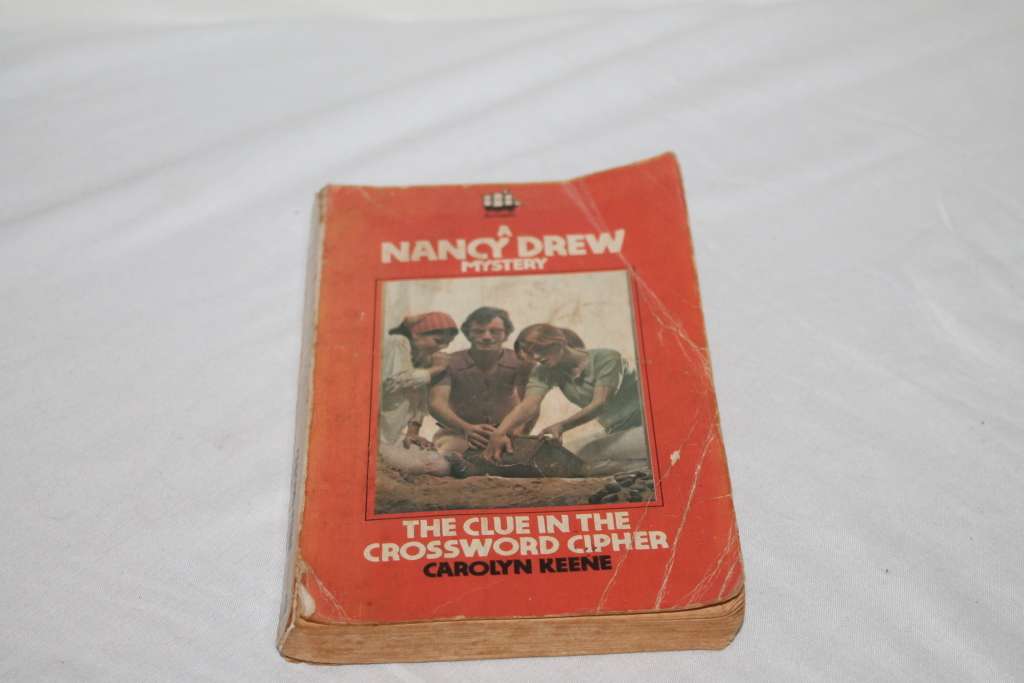 A
NANCY DREW
MYSTERY
THE CLUE IN THE
CROSSWORD CIPHER
CAROLYN KEENE